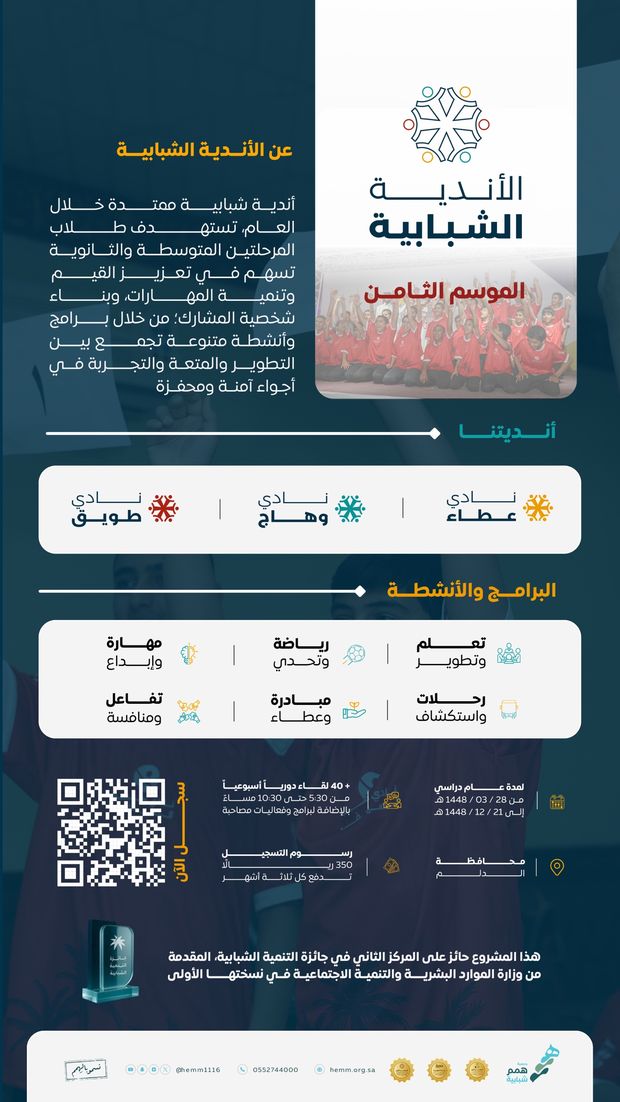 الأندية
الشبابية
الموسم الثامن
عن الأندية الشبابية
أندية شبابية ممتدة خلال
العام، تستهدف طلاب
المرحلتين المتوسطة والثانوية
تسهم في تعزيز القيم
وتنمية المهارات، وبناء
شخصية المشارك؛ من خلال برامج
وأنشطة متنوعة تجمع بين
التطوير والمتعة والتجربة في
أجواء آمنة ومحفزة
أنديتنا
نادي
عطاء
نادي
وهاج
نادي
طويق
البرامج والأنشطة
تعلم
وتطوير
رياضة
وتحدي
مهارة
وإبداع
رحلات
واستكشاف
مبادرة
وعطاء
تفاعل
ومنافسة
لمدة عام دراسي
من 28 / 03 / 1448 هـ
إلى 21 / 12 / 1448 هـ
+ 40 لقاء دورياً أسبوعياً
من 5:30 حتى 10:30 مساءً
بالإضافة لبرامج وفعاليات مصاحبة
سجل الآن
محافظة
الدلم
رسوم التسجيل
350 ريالًا
تدفع كل ثلاثة أشهر
هذا المشروع حائز على المركز الثاني في جائزة التنمية الشبابية، المقدمة
من وزارة الموارد البشرية والتنمية الاجتماعية في نسختها الأولى
جائزة
التنمية
الشبابية
همم
شبابية
hemm.org.sa
0552744000
@hemm1116